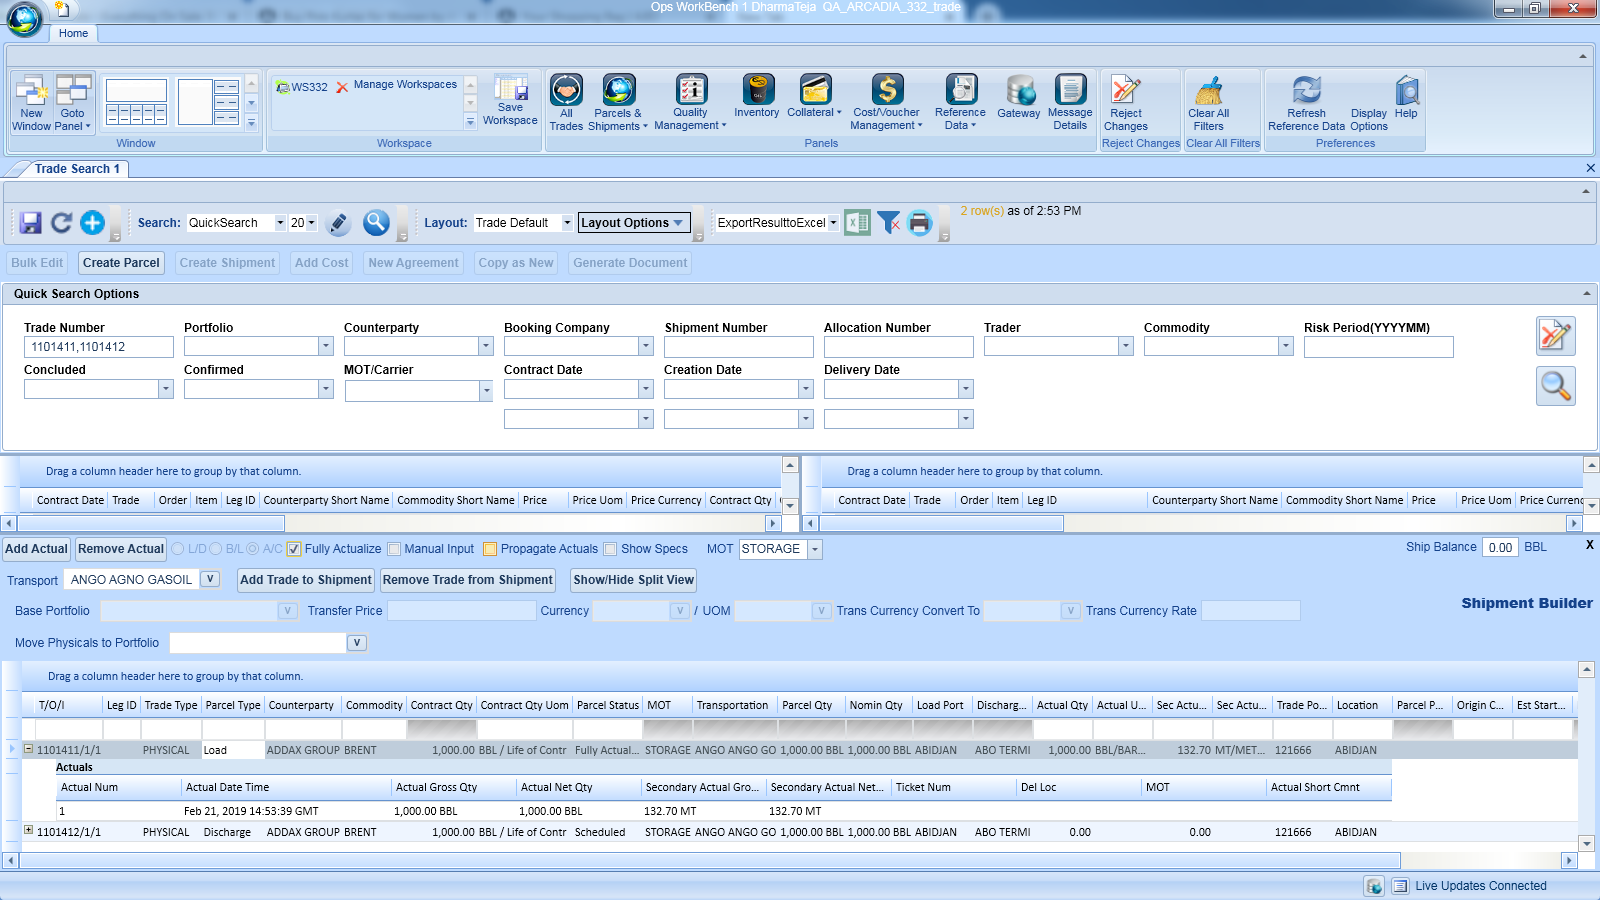 Ops WorkBench 1 DharmaTeja QA_ARCADIA_332_trade
Home
New Window
Goto Panel
Window
WS332
Manage Workspaces
Save Workspace
Workspace
All Trades
Parcels & Shipments
Quality Management
Inventory
Collateral
Cost/Voucher Management
Reference Data
Gateway
Message Details
Panels
Reject Changes
Reject Changes
Clear All Filters
Clear All Filters
Refresh Reference Data
Display Options
Help
Preferences
Trade Search 1
Search: QuickSearch 20 Layout: Trade Default Layout Options ExportResulttoExcel 2 row(s) as of 2:53 PM
Bulk Edit Create Parcel Create Shipment Add Cost New Agreement Copy as New Generate Document
Quick Search Options
Trade Number Portfolio Counterparty Booking Company Shipment Number Allocation Number Trader Commodity Risk Period(YYYYMM)
1101411,1101412
Concluded Confirmed MOT/Carrier Contract Date Creation Date Delivery Date
Drag a column header here to group by that column.
Contract Date Trade Order Item Leg ID Counterparty Short Name Commodity Short Name Price Price Uom Price Currency Contract Qty
Drag a column header here to group by that column.
Contract Date Trade Order Item Leg ID Counterparty Short Name Commodity Short Name Price Price Uom Price Currenc
Add Actual Remove Actual L/D B/L A/C Fully Actualize Manual Input Propagate Actuals Show Specs MOT STORAGE Ship Balance 0.00 BBL X
Transport ANGO AGNO GASOIL V Add Trade to Shipment Remove Trade from Shipment Show/Hide Split View
Shipment Builder
Base Portfolio V Transfer Price Currency V / UOM V Trans Currency Convert To V Trans Currency Rate
Move Physicals to Portfolio V
Drag a column header here to group by that column.
T/O/I Leg ID Trade Type Parcel Type Counterparty Commodity Contract Qty Contract Qty Uom Parcel Status MOT Transportation Parcel Qty Nomin Qty Load Port Discharg... Actual Qty Actual U... Sec Actu... Sec Actu... Trade Po... Location Parcel P... Origin C... Est Start...
1101411/1/1 PHYSICAL Load ADDAX GROUP BRENT 1,000.00 BBL / Life of Contr Fully Actual... STORAGE ANGO ANGO GO 1,000.00 BBL 1,000.00 BBL ABIDJAN ABO TERMI 1,000.00 BBL/BAR... 132.70 MT/MET... 121666 ABIDJAN
Actuals
Actual Num Actual Date Time Actual Gross Qty Actual Net Qty Secondary Actual Gro... Secondary Actual Net... Ticket Num Del Loc MOT Actual Short Cmnt
1 Feb 21, 2019 14:53:39 GMT 1,000.00 BBL 1,000.00 BBL 132.70 MT 132.70 MT
1101412/1/1 PHYSICAL Discharge ADDAX GROUP BRENT 1,000.00 BBL / Life of Contr Scheduled STORAGE ANGO ANGO GO 1,000.00 BBL 1,000.00 BBL ABIDJAN ABO TERMI 0.00 0.00 121666 ABIDJAN
Live Updates Connected